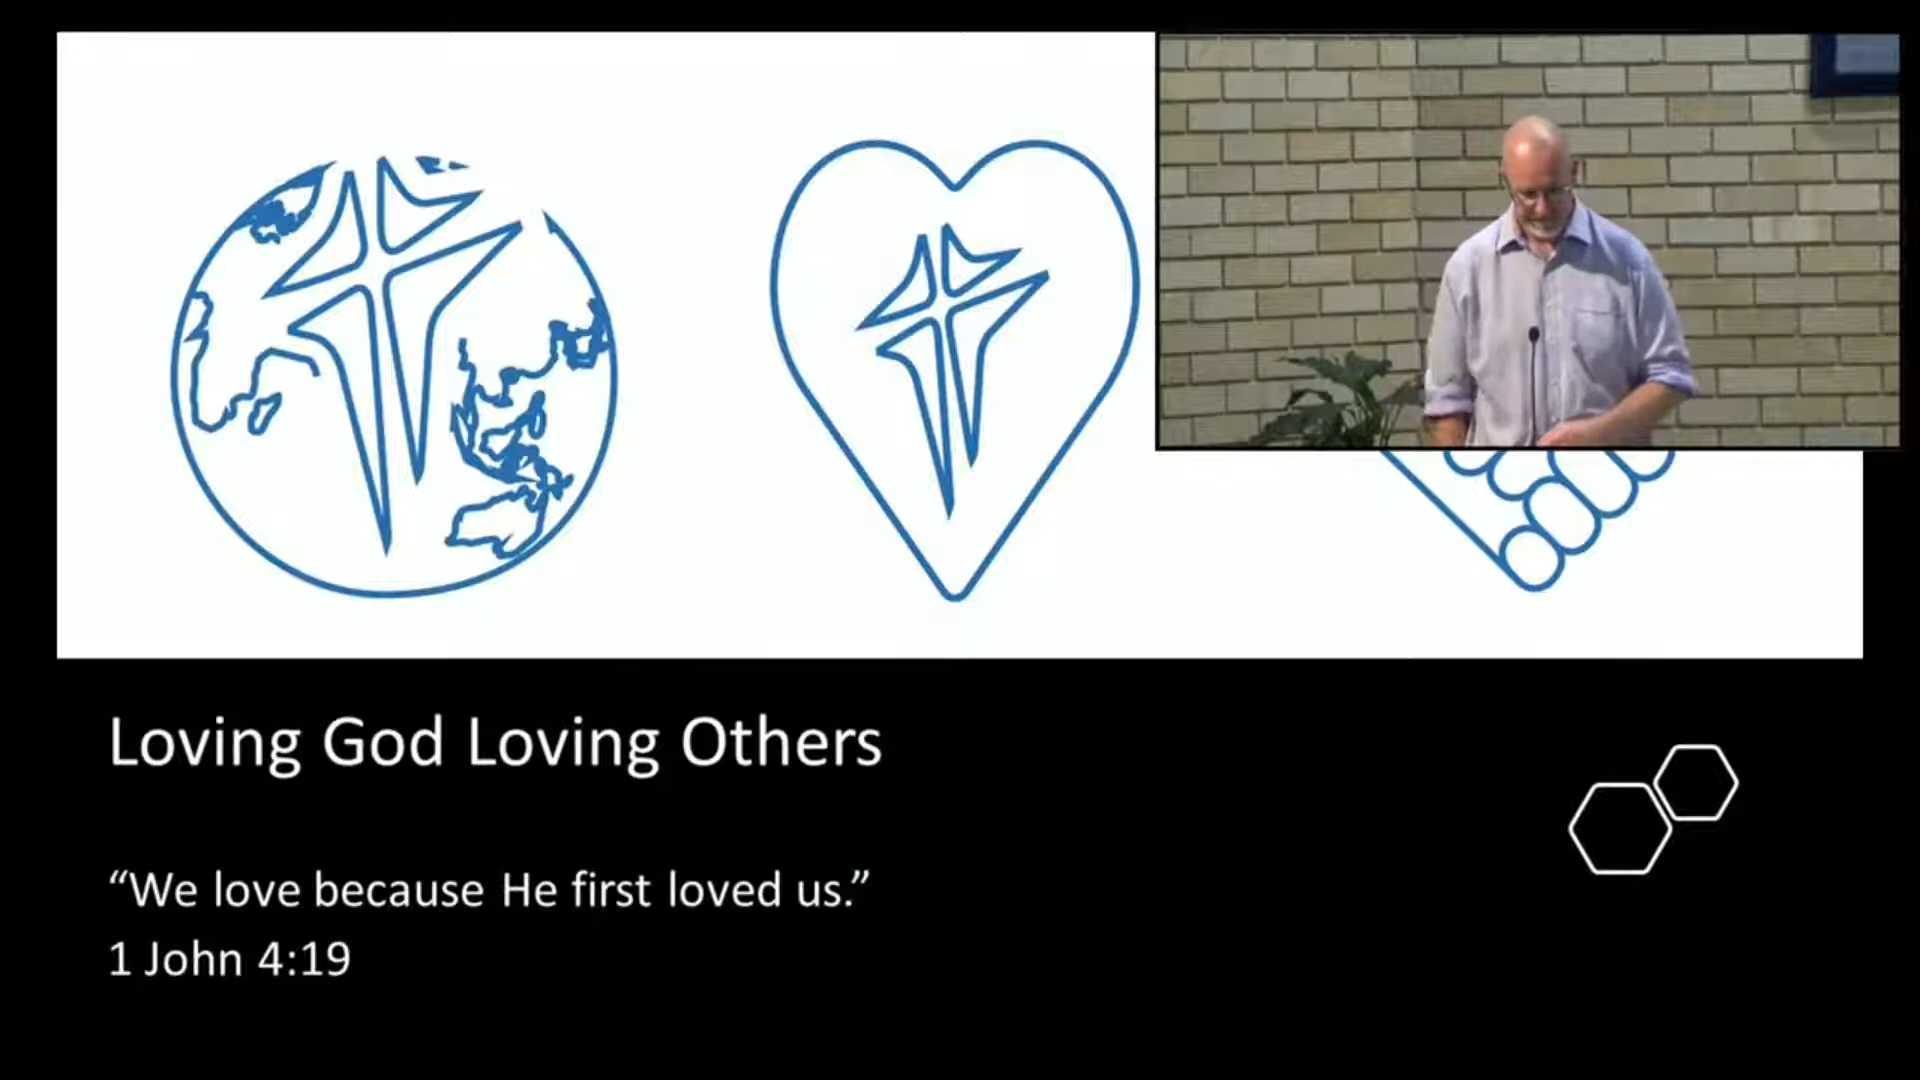 Loving God Loving Others
“We love because He first loved us.”
1 John 4:19